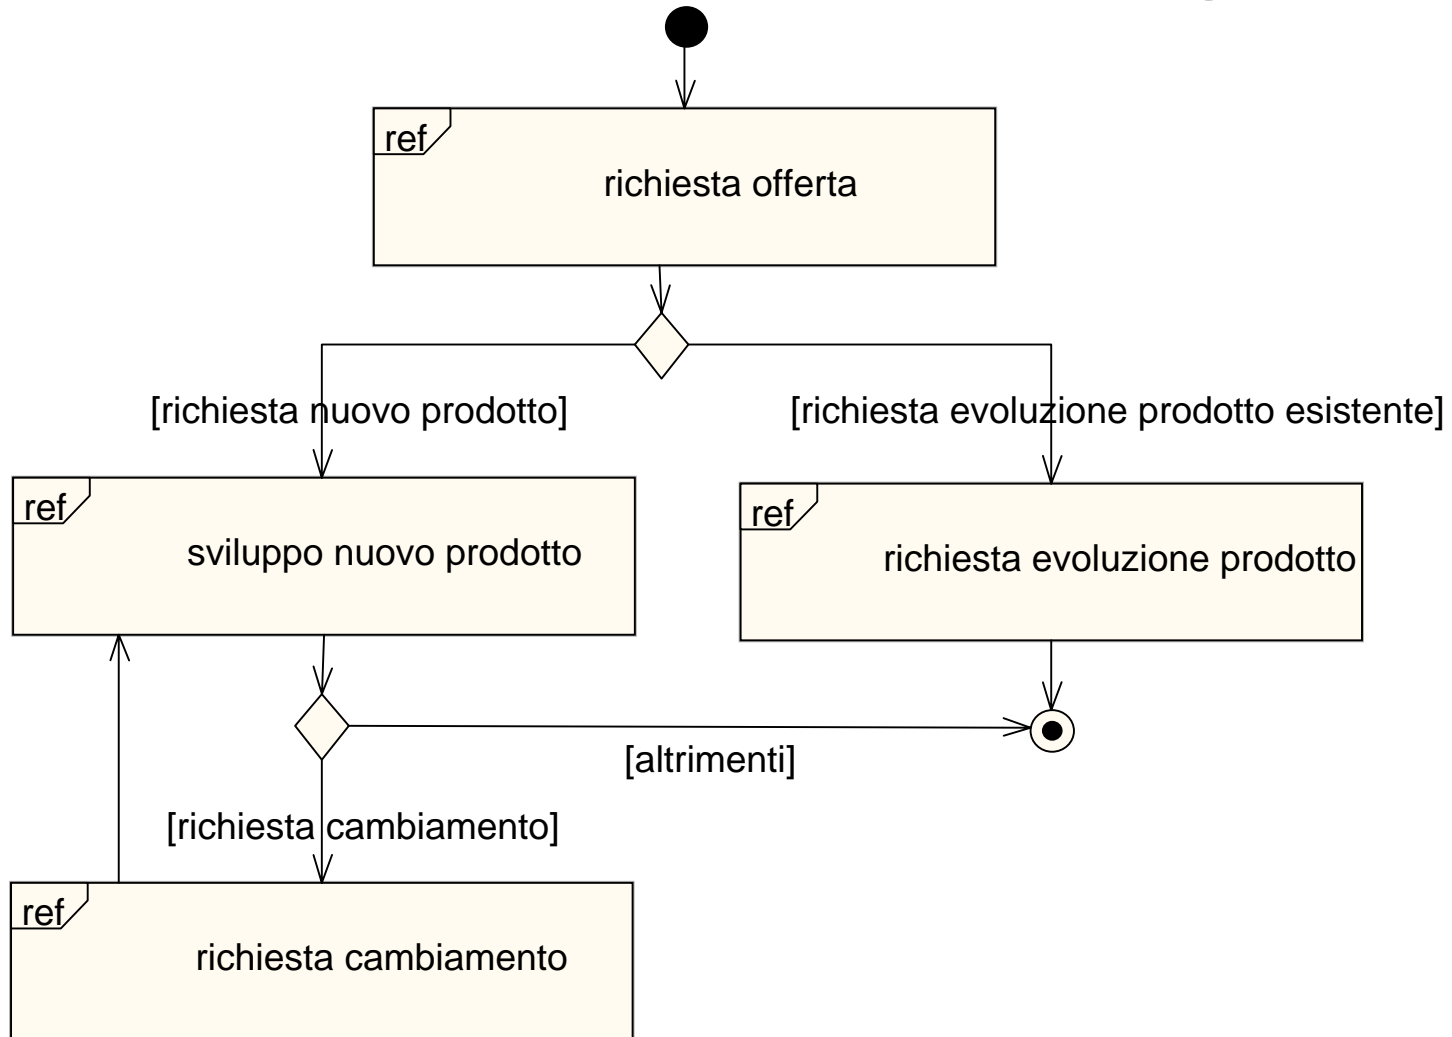 ref
richiesta offerta
[richiesta nuovo prodotto]
[richiesta evoluzione prodotto esistente]
ref
sviluppo nuovo prodotto
ref
richiesta evoluzione prodotto
[altrimenti]
[richiesta cambiamento]
ref
richiesta cambiamento